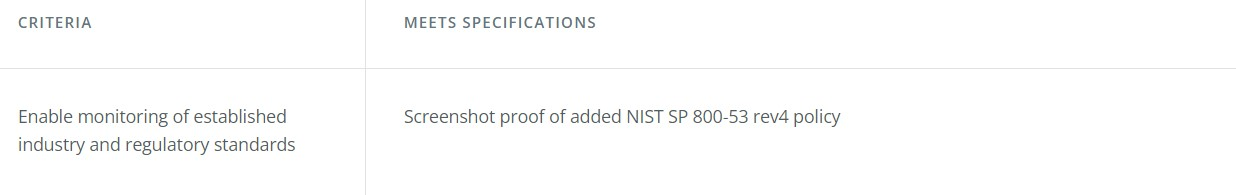 CRITERIA
MEETS SPECIFICATIONS
Enable monitoring of established
industry and regulatory standards
Screenshot proof of added NIST SP 800-53 rev4 policy